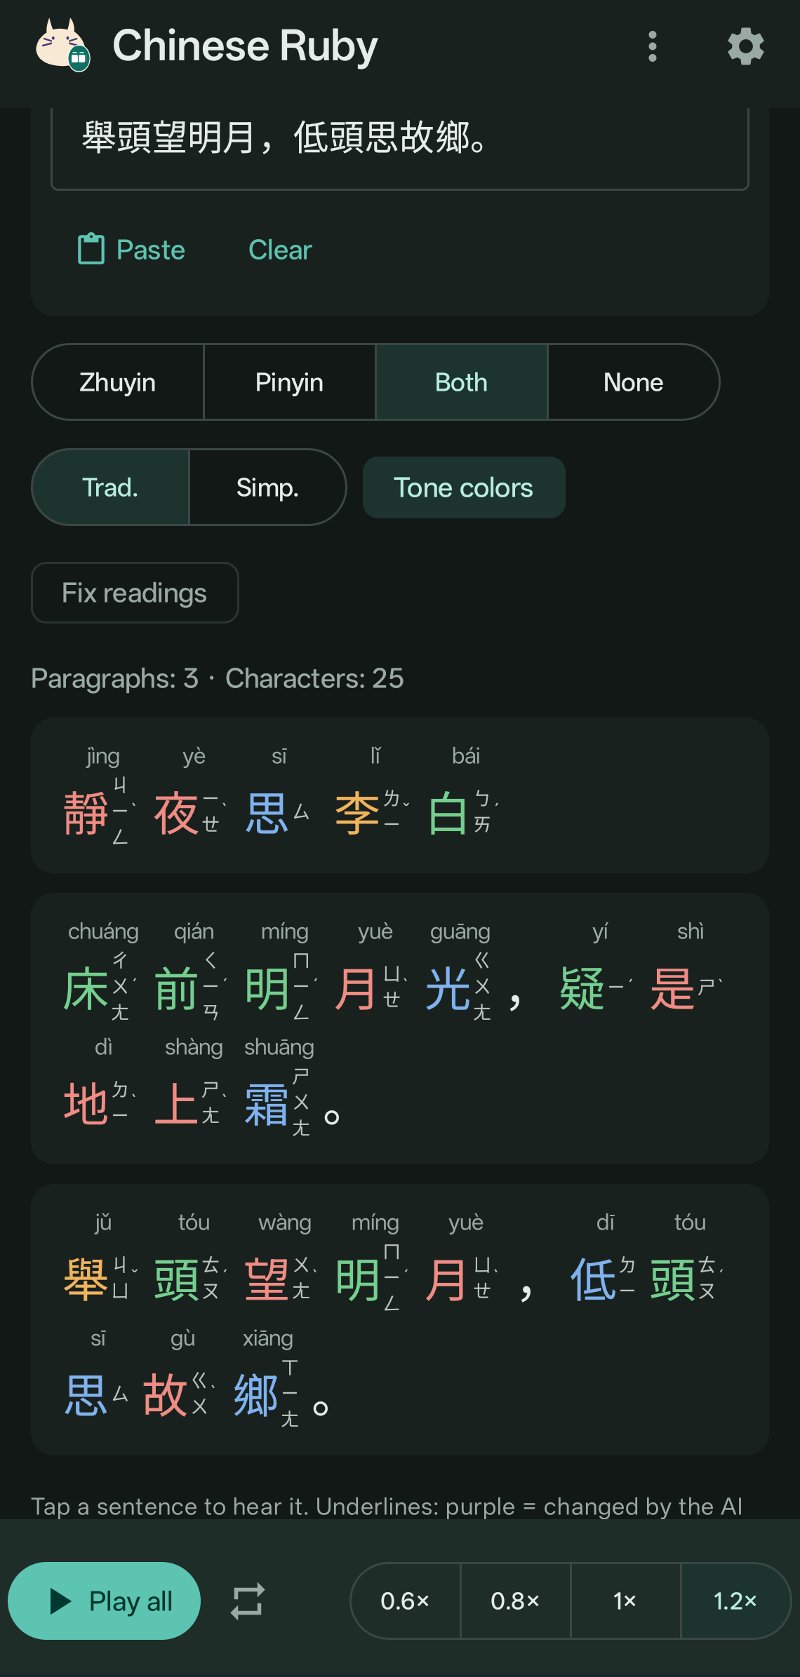 Chinese Ruby
舉頭望明月，低頭思故鄉。
Paste Clear
Zhuyin Pinyin Both None
Trad. Simp. Tone colors
Fix readings
Paragraphs: 3 · Characters: 25
jìng yè sī lǐ bái
靜ㄐㄧㄥˋ 夜ㄧㄝˋ 思ㄙ 李ㄌㄧˇ 白ㄅㄞˊ
chuáng qián míng yuè guāng yí shì
床ㄔㄨㄤˊ 前ㄑㄧㄢˊ 明ㄇㄧㄥˊ 月ㄩㄝˋ 光ㄍㄨㄤ ， 疑ㄧˊ 是ㄕˋ
dì shàng shuāng
地ㄉㄧˋ 上ㄕㄤˋ 霜ㄕㄨㄤ 。
jǔ tóu wàng míng yuè dī tóu
舉ㄐㄩˇ 頭ㄊㄡˊ 望ㄨㄤˋ 明ㄇㄧㄥˊ 月ㄩㄝˋ ， 低ㄉㄧ 頭ㄊㄡˊ
sī gù xiāng
思ㄙ 故ㄍㄨˋ 鄉ㄒㄧㄤ 。
Tap a sentence to hear it. Underlines: purple = changed by the AI
Play all 0.6× 0.8× 1× 1.2×